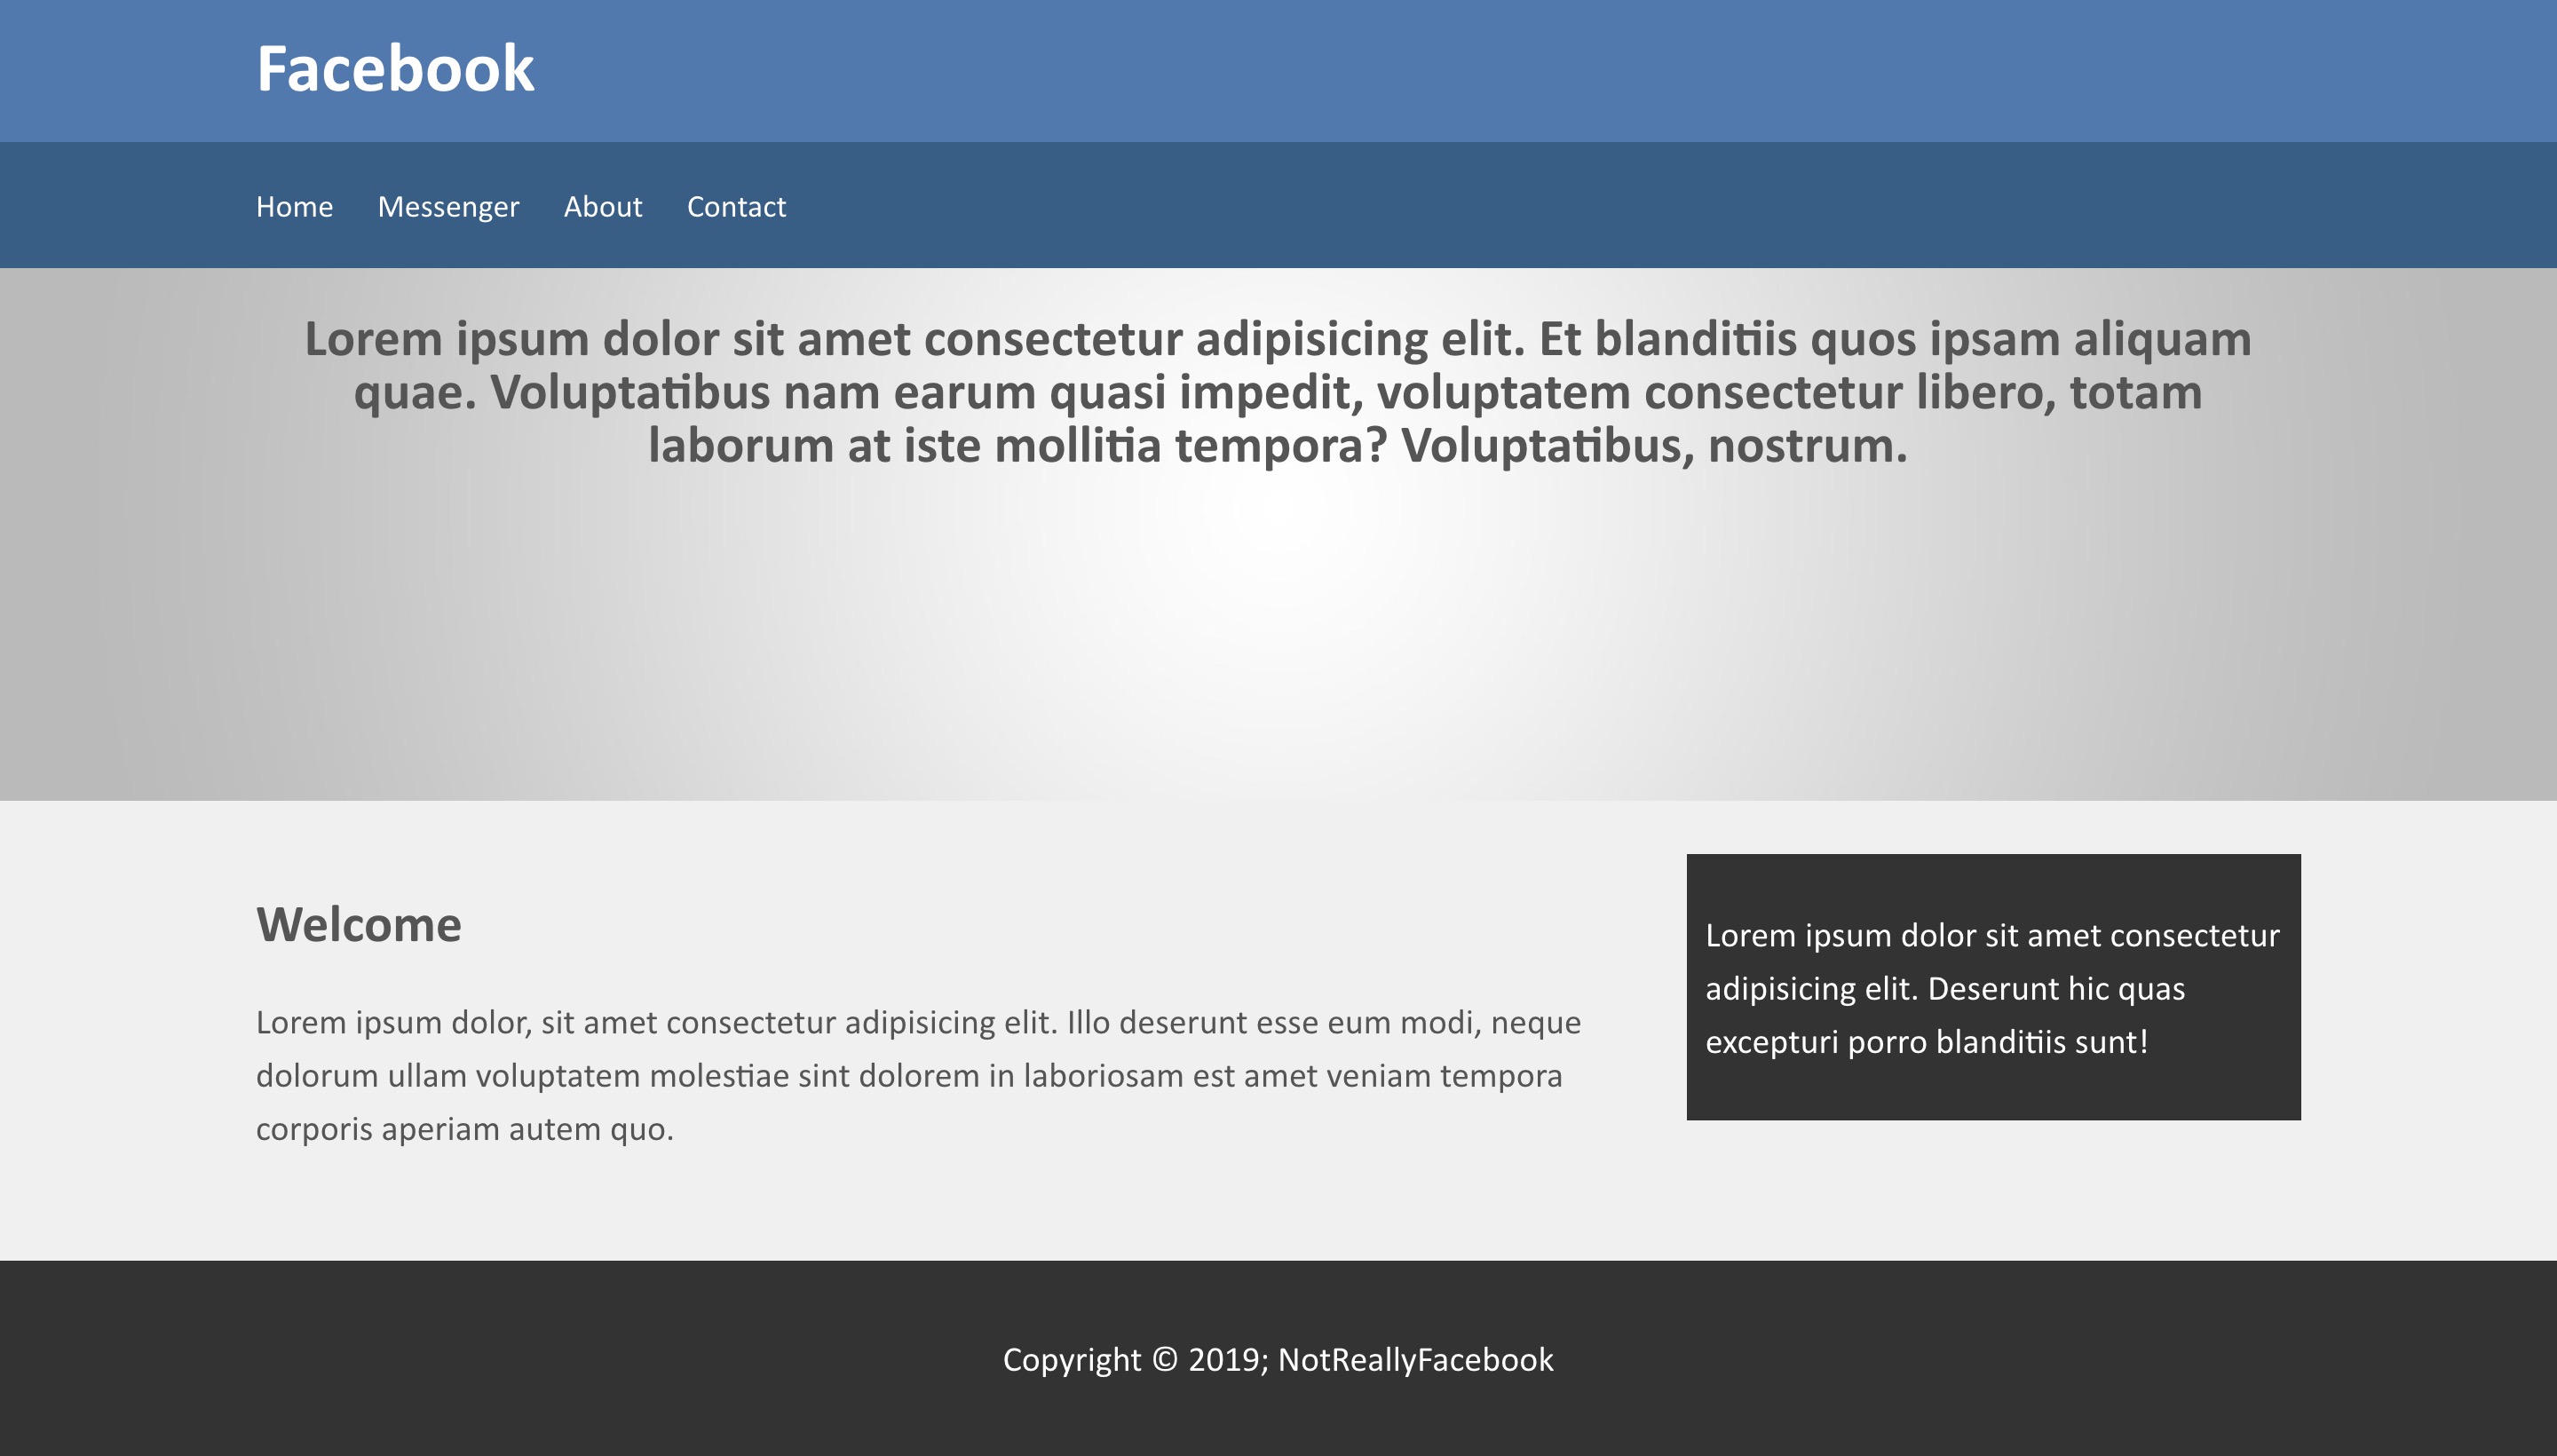 Facebook
Home Messenger About Contact
Lorem ipsum dolor sit amet consectetur adipisicing elit. Et blanditiis quos ipsam aliquam
quae. Voluptatibus nam earum quasi impedit, voluptatem consectetur libero, totam
laborum at iste mollitia tempora? Voluptatibus, nostrum.
Welcome
Lorem ipsum dolor, sit amet consectetur adipisicing elit. Illo deserunt esse eum modi, neque
dolorum ullam voluptatem molestiae sint dolorem in laboriosam est amet veniam tempora
corporis aperiam autem quo.
Lorem ipsum dolor sit amet consectetur
adipisicing elit. Deserunt hic quas
excepturi porro blanditiis sunt!
Copyright © 2019; NotReallyFacebook